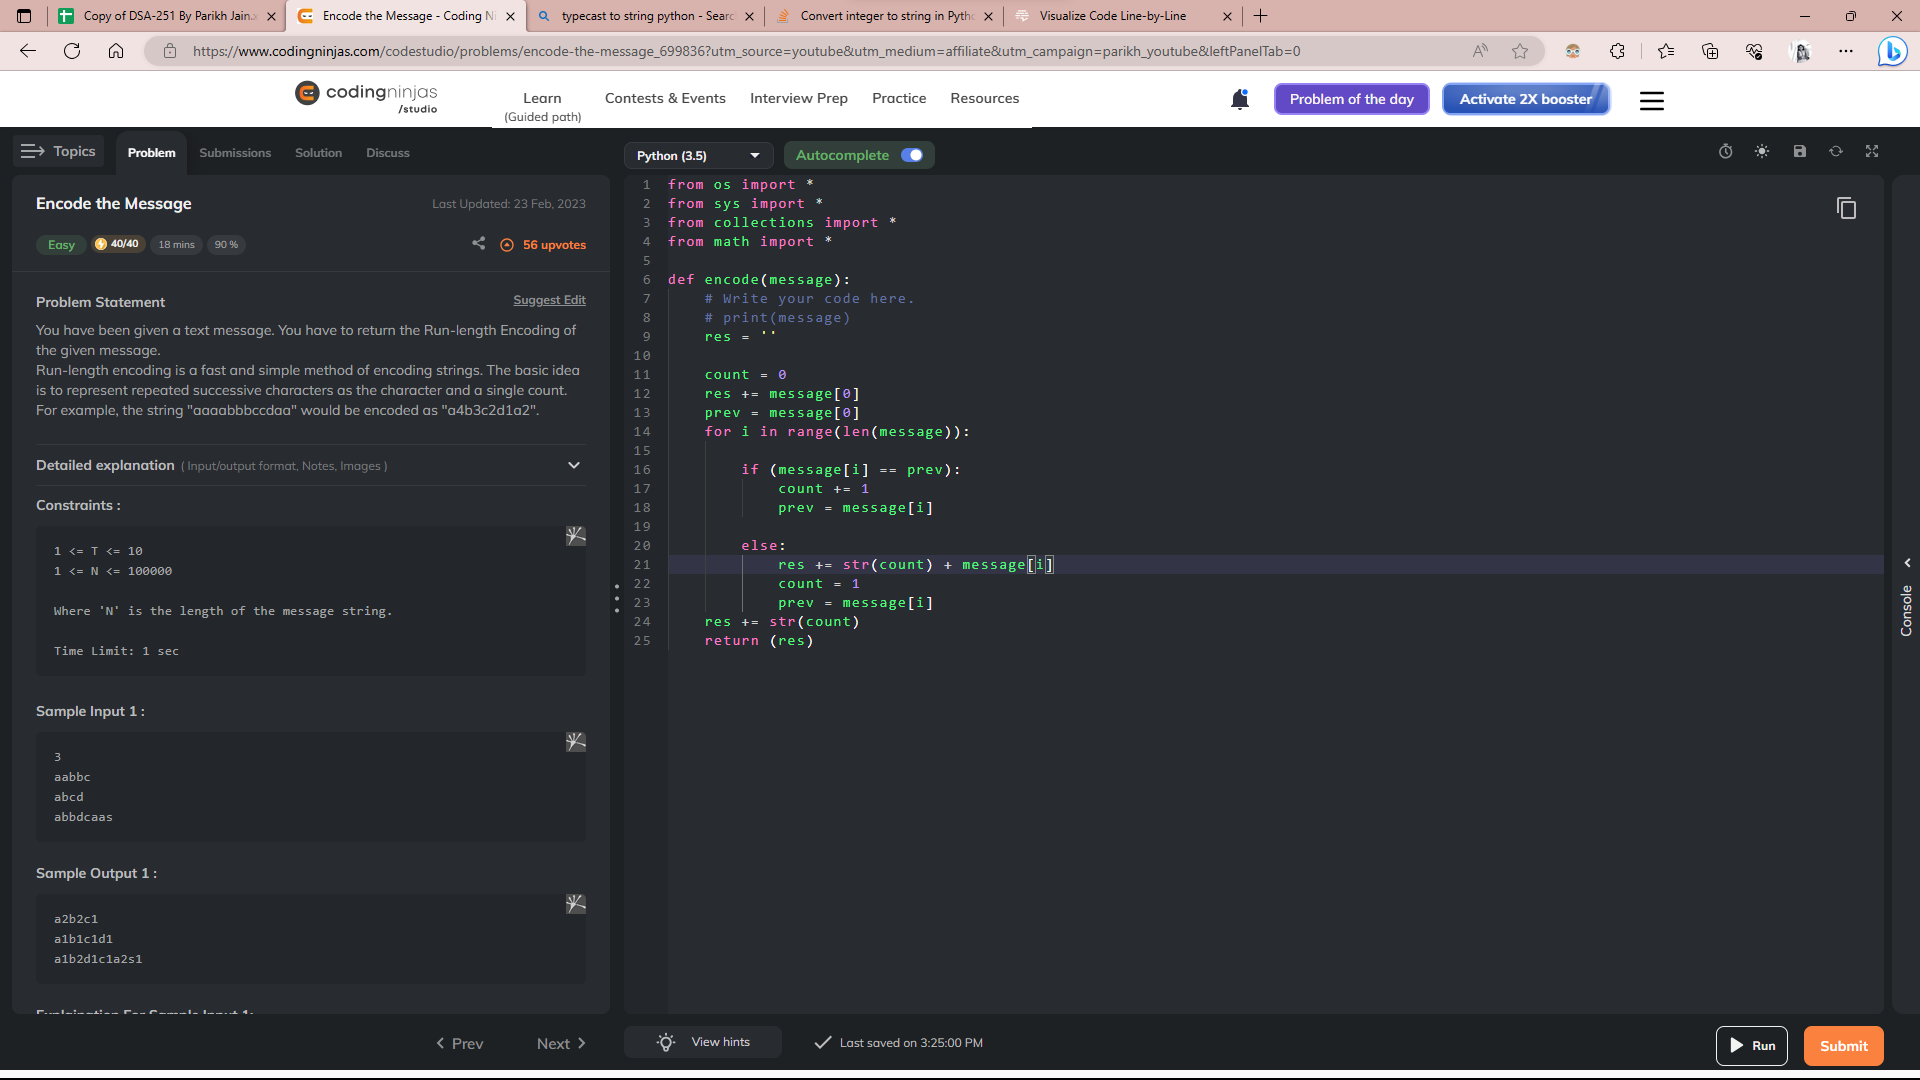 Copy of DSA-251 By Parikh Jain.x
Encode the Message - Coding Ni
typecast to string python - Searc
Convert integer to string in Pyth
Visualize Code Line-by-Line
https://www.codingninjas.com/codestudio/problems/encode-the-message_699836?utm_source=youtube&utm_medium=affiliate&utm_campaign=parikh_youtube&leftPanelTab=0
codingninjas
/studio
Learn
(Guided path)
Contests & Events
Interview Prep
Practice
Resources
Problem of the day
Activate 2X booster
Topics
Problem
Submissions
Solution
Discuss
Encode the Message
Last Updated: 23 Feb, 2023
Easy
40/40
18 mins
90 %
56 upvotes
Problem Statement
Suggest Edit
You have been given a text message. You have to return the Run-length Encoding of
the given message.
Run-length encoding is a fast and simple method of encoding strings. The basic idea
is to represent repeated successive characters as the character and a single count.
For example, the string "aaaabbbccdaa" would be encoded as "a4b3c2d1a2".
Detailed explanation ( Input/output format, Notes, Images )
Constraints :
1 <= T <= 10
1 <= N <= 100000
Where 'N' is the length of the message string.
Time Limit: 1 sec
Sample Input 1 :
3
aabbc
abcd
abbdcaas
Sample Output 1 :
a2b2c1
a1b1c1d1
a1b2d1c1a2s1
Explaination For Sample Input 1:
Prev
Next
Python (3.5)
Autocomplete
1 from os import *
2 from sys import *
3 from collections import *
4 from math import *
5
6 def encode(message):
7 # Write your code here.
8 # print(message)
9 res = ''
10
11 count = 0
12 res += message[0]
13 prev = message[0]
14 for i in range(len(message)):
15
16 if (message[i] == prev):
17 count += 1
18 prev = message[i]
19
20 else:
21 res += str(count) + message[i]
22 count = 1
23 prev = message[i]
24 res += str(count)
25 return (res)
Console
View hints
Last saved on 3:25:00 PM
Run
Submit